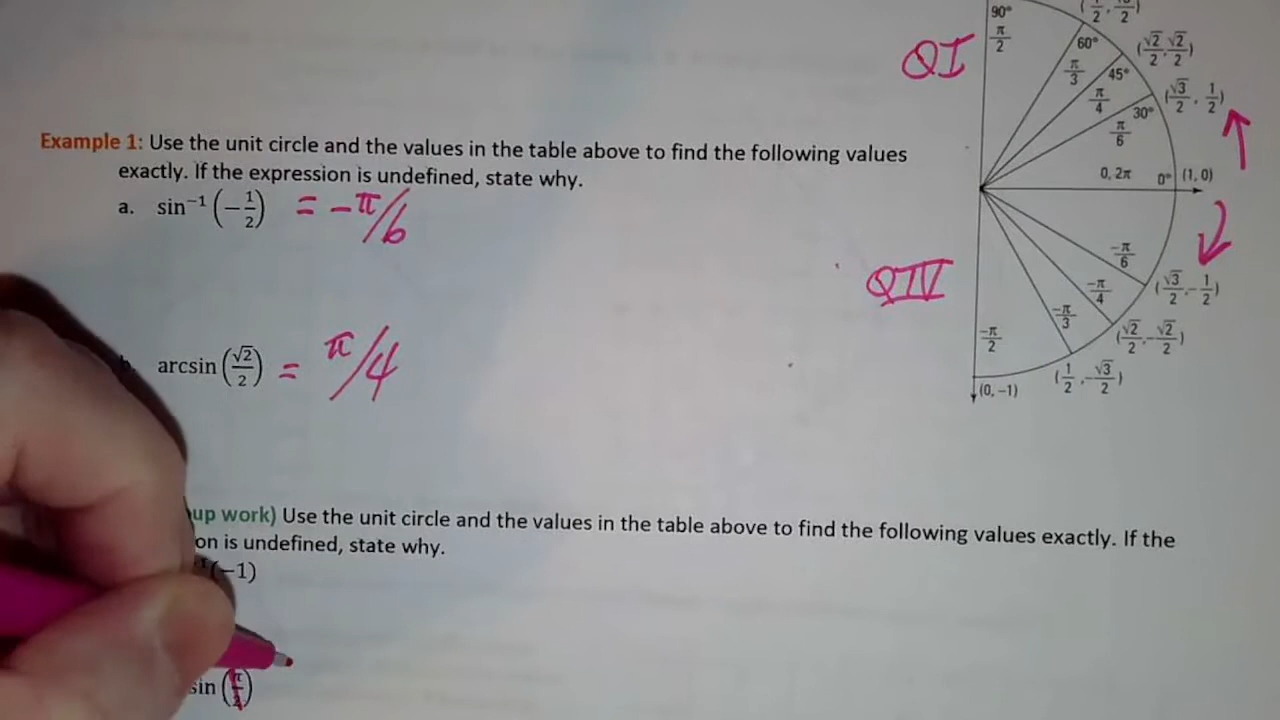 Example 1: Use the unit circle and the values in the table above to find the following values
exactly. If the expression is undefined, state why.
a. sin⁻¹(-1/2) = -π/6
arcsin(√2/2) = π/4
up work) Use the unit circle and the values in the table above to find the following values exactly. If the
on is undefined, state why.
(-1)
sin(π/2)
90°
π/2
QI
60°
π/3
(√2/2, √2/2)
45°
π/4
(√3/2, 1/2)
30°
π/6
0, 2π 0° (1, 0)
QIV
-π/6
(√3/2, -1/2)
-π/4
(√2/2, -√2/2)
-π/3
(1/2, -√3/2)
-π/2
(0, -1)